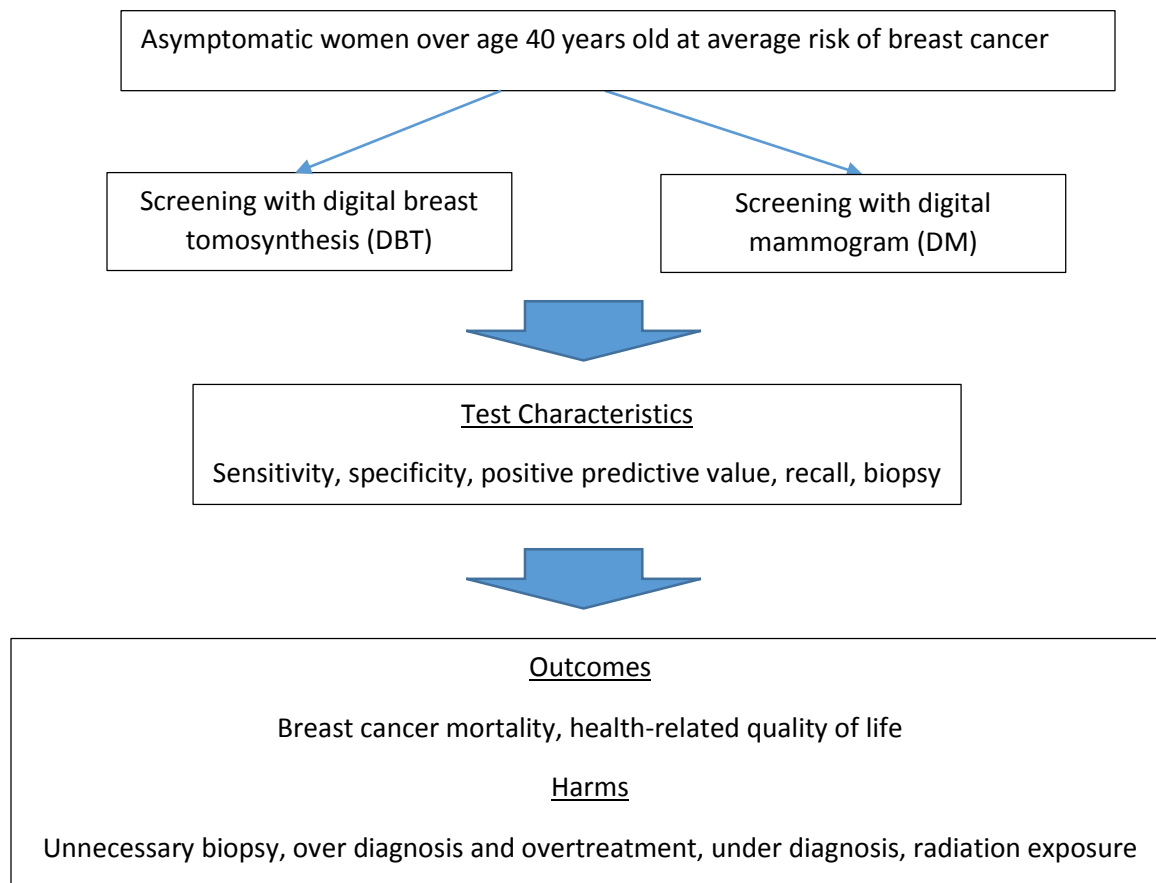 Asymptomatic women over age 40 years old at average risk of breast cancer
Screening with digital breast
tomosynthesis (DBT)
Screening with digital
mammogram (DM)
Test Characteristics
Sensitivity, specificity, positive predictive value, recall, biopsy
Outcomes
Breast cancer mortality, health-related quality of life
Harms
Unnecessary biopsy, over diagnosis and overtreatment, under diagnosis, radiation exposure